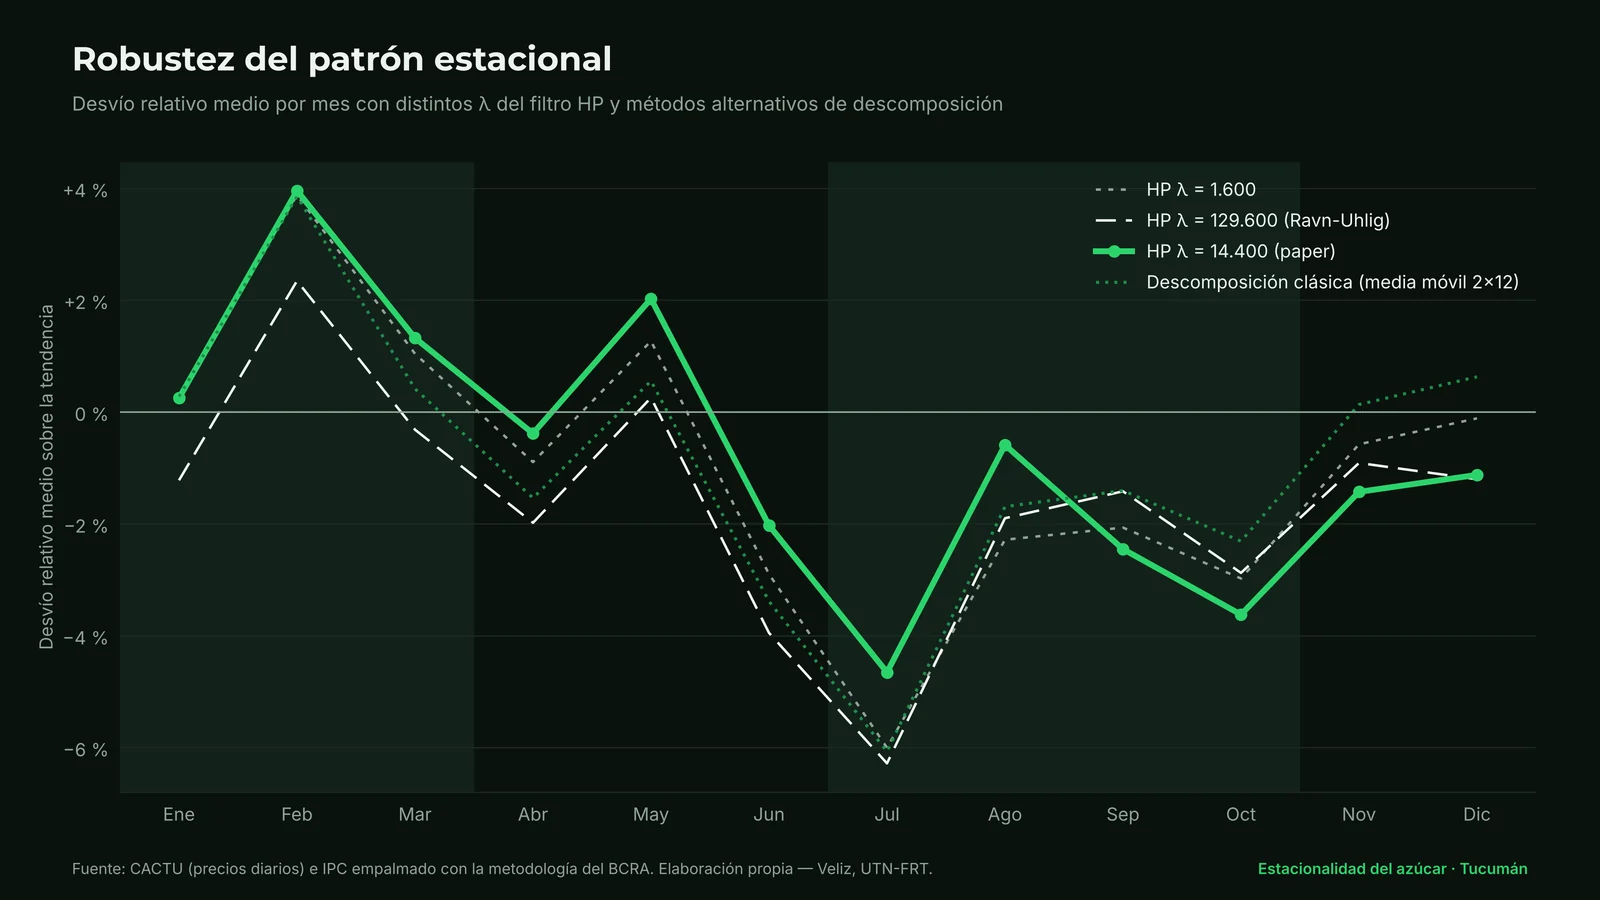 Robustez del patrón estacional
Desvío relativo medio por mes con distintos λ del filtro HP y métodos alternativos de descomposición
HP λ = 1.600
HP λ = 129.600 (Ravn-Uhlig)
HP λ = 14.400 (paper)
Descomposición clásica (media móvil 2×12)
Desvío relativo medio sobre la tendencia
+4 %
+2 %
0 %
−2 %
−4 %
−6 %
Ene Feb Mar Abr May Jun Jul Ago Sep Oct Nov Dic
Fuente: CACTU (precios diarios) e IPC empalmado con la metodología del BCRA. Elaboración propia — Veliz, UTN-FRT.
Estacionalidad del azúcar · Tucumán